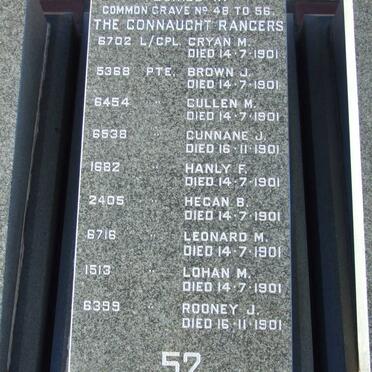 COMMON GRAVE Nº 48 TO 56.
THE CONNAUGHT RANGERS
6702 L/CPL. CRYAN M.
DIED 14·7·1901
5368 PTE. BROWN J.
DIED 14·7·1901
6454 " CULLEN M.
DIED 14·7·1901
6538 " CUNNANE J.
DIED 16·11·1901
1682 " HANLY F.
DIED 14·7·1901
2405 " HEGAN B.
DIED 14·7·1901
6716 " LEONARD M.
DIED 14·7·1901
1513 " LOHAN M.
DIED 14·7·1901
6399 " ROONEY J.
DIED 16·11·1901
52